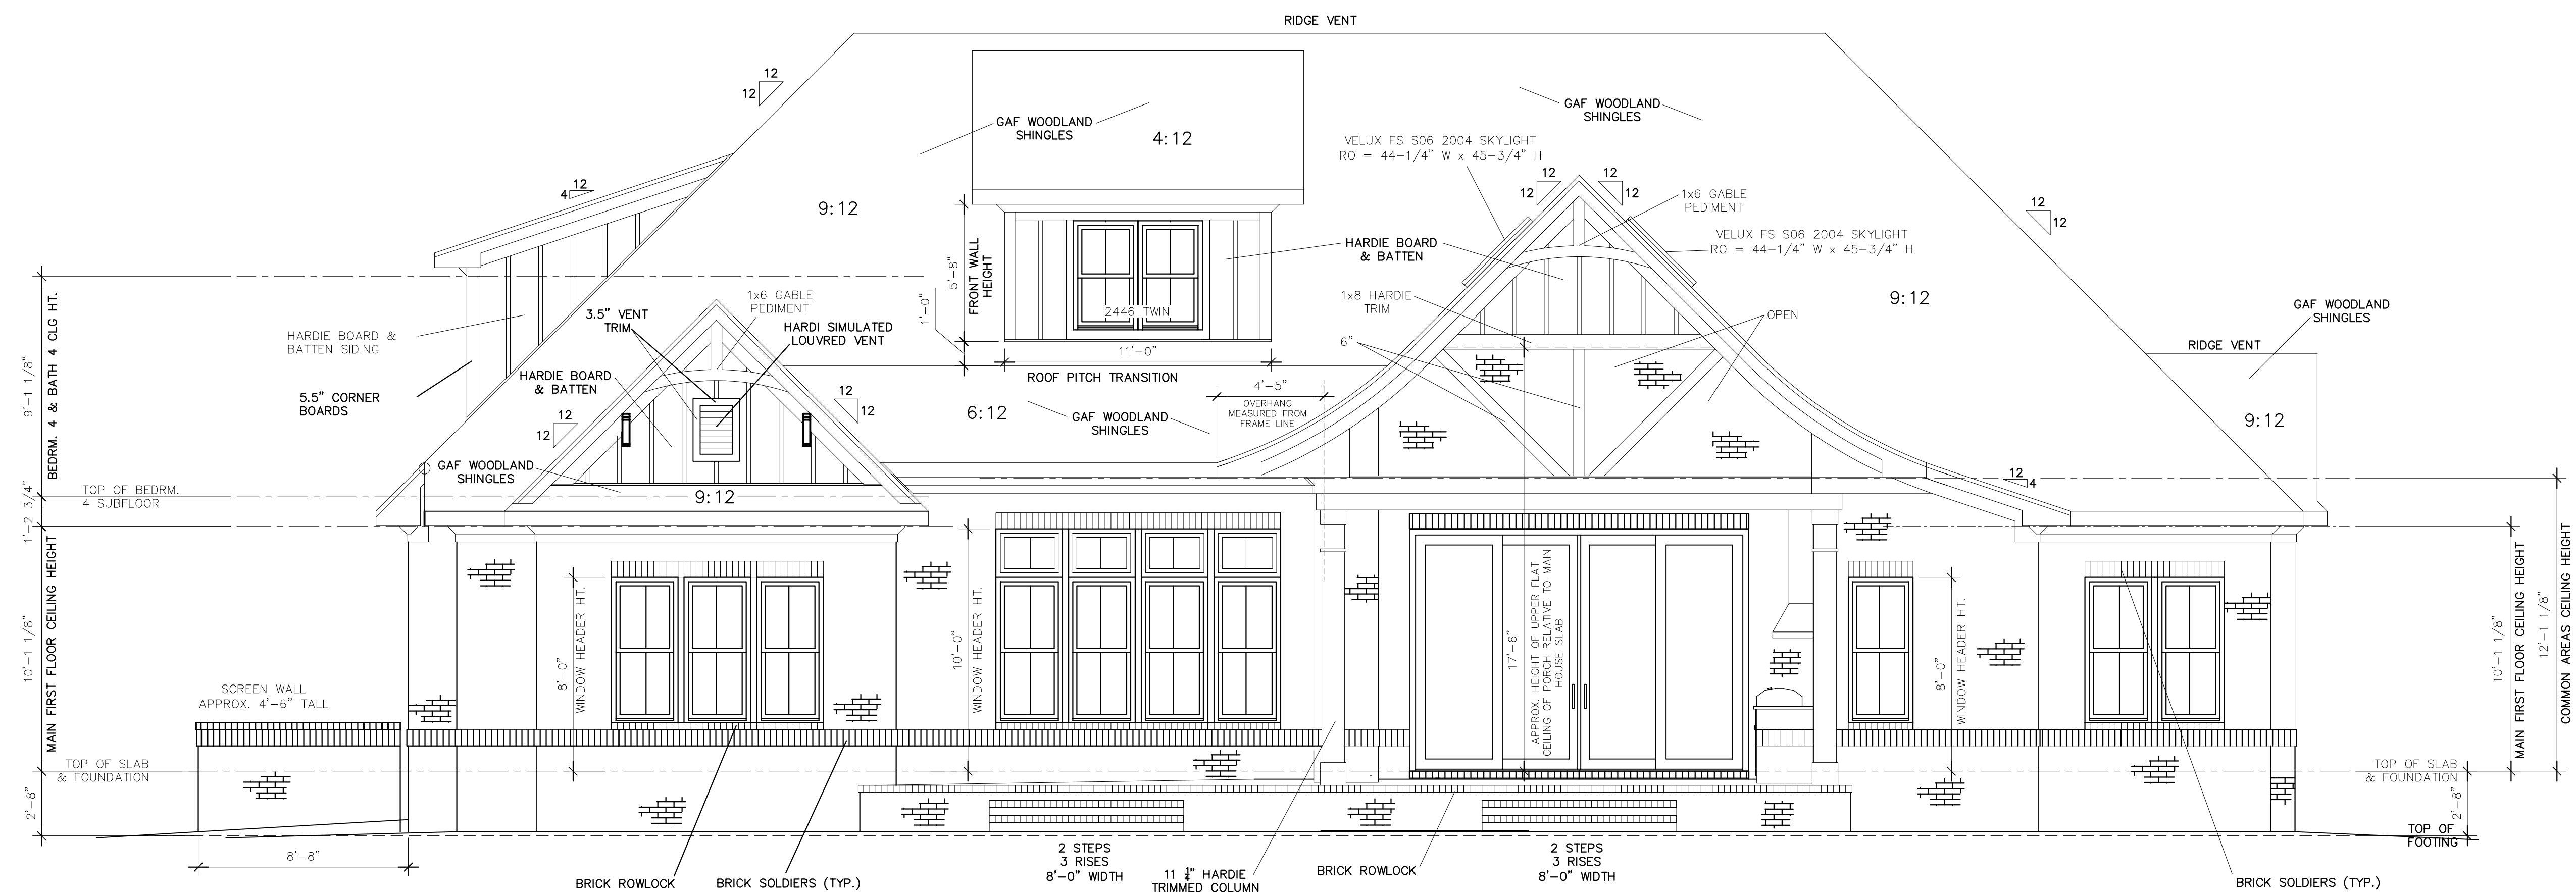 RIDGE VENT
12
12
GAF WOODLAND
SHINGLES
4:12
GAF WOODLAND
SHINGLES
VELUX FS S06 2004 SKYLIGHT
RO = 44-1/4" W x 45-3/4" H
12
4
9:12
12
12
12
12
1x6 GABLE
PEDIMENT
VELUX FS S06 2004 SKYLIGHT
RO = 44-1/4" W x 45-3/4" H
12
12
HARDIE BOARD
& BATTEN
5'-8"
FRONT WALL
HEIGHT
1'-0"
2446 TWIN
11'-0"
ROOF PITCH TRANSITION
1x8 HARDIE
TRIM
6"
OPEN
9:12
GAF WOODLAND
SHINGLES
RIDGE VENT
9:12
9'-1 1/8"
BEDRM. 4 & BATH 4 CLG HT.
HARDIE BOARD &
BATTEN SIDING
5.5" CORNER
BOARDS
3.5" VENT
TRIM
1x6 GABLE
PEDIMENT
HARDI SIMULATED
LOUVRED VENT
HARDIE BOARD
& BATTEN
12
12
12
12
6:12
GAF WOODLAND
SHINGLES
4'-5"
OVERHANG
MEASURED FROM
FRAME LINE
GAF WOODLAND
SHINGLES
9:12
TOP OF BEDRM.
4 SUBFLOOR
1'-2 3/4"
12
4
10'-1 1/8"
MAIN FIRST FLOOR CEILING HEIGHT
8'-0"
WINDOW HEADER HT.
10'-0"
WINDOW HEADER HT.
17'-6"
APPROX. HEIGHT OF UPPER FLAT
CEILING OF PORCH RELATIVE TO MAIN
HOUSE SLAB
8'-0"
WINDOW HEADER HT.
10'-1 1/8"
MAIN FIRST FLOOR CEILING HEIGHT
12'-1 1/8"
COMMON AREAS CEILING HEIGHT
SCREEN WALL
APPROX. 4'-6" TALL
TOP OF SLAB
& FOUNDATION
2'-8"
TOP OF SLAB
& FOUNDATION
2'-8"
TOP OF
FOOTING
8'-8"
BRICK ROWLOCK
BRICK SOLDIERS (TYP.)
2 STEPS
3 RISES
8'-0" WIDTH
11 1/4" HARDIE
TRIMMED COLUMN
BRICK ROWLOCK
2 STEPS
3 RISES
8'-0" WIDTH
BRICK SOLDIERS (TYP.)